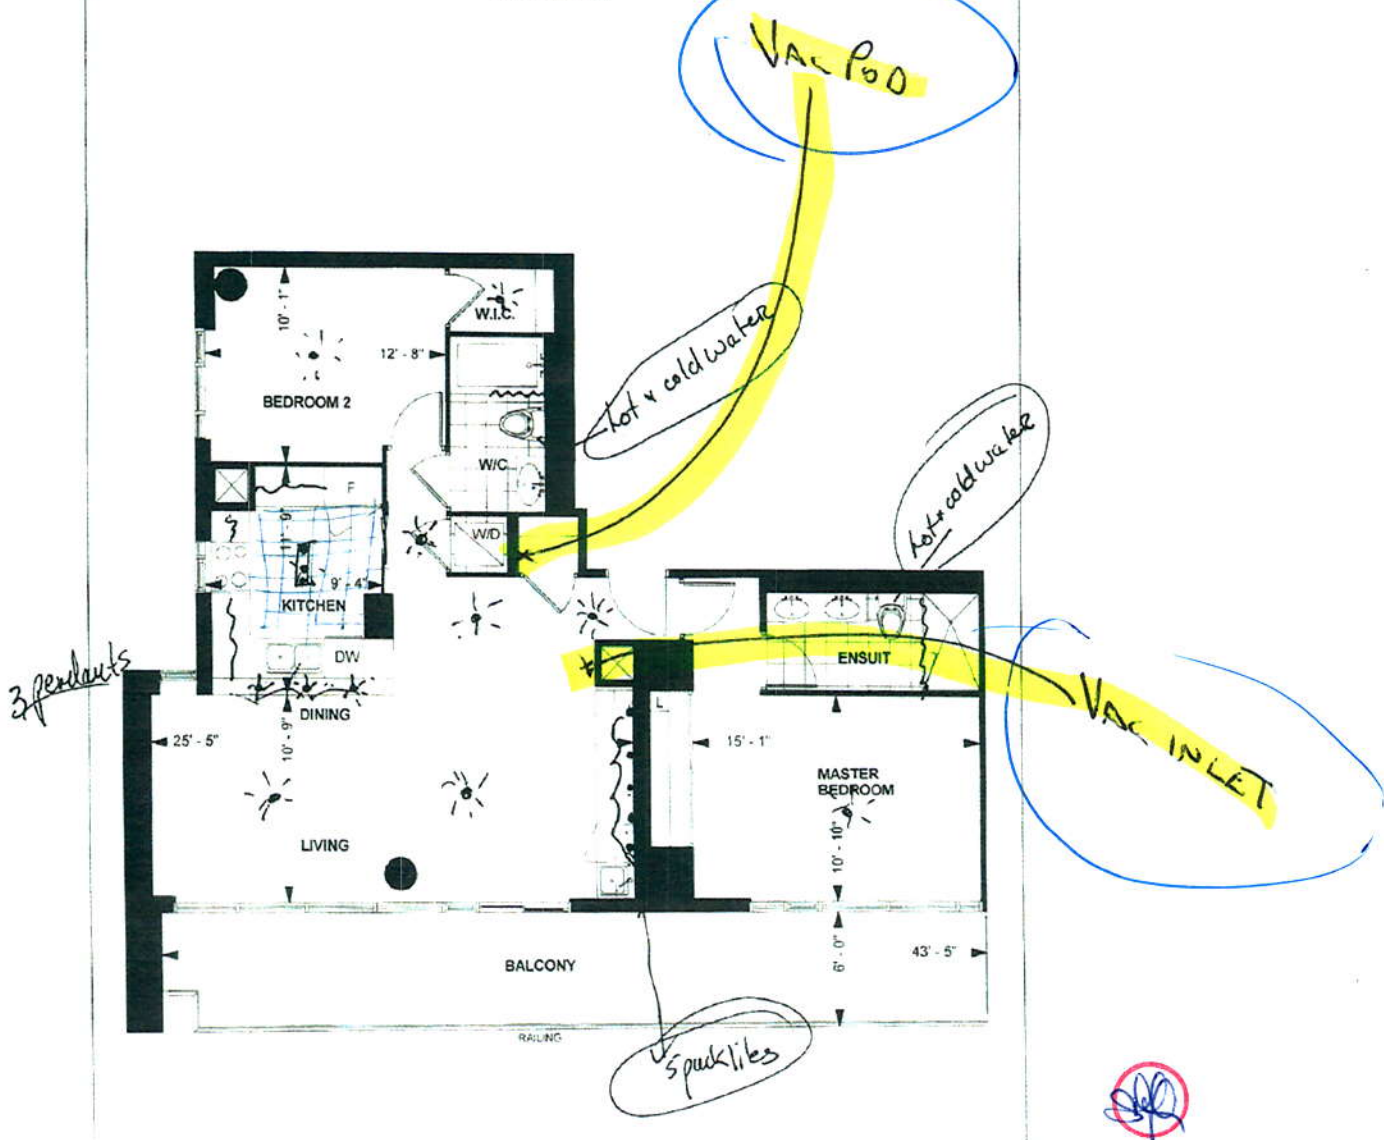 VAC POD
10' - 1"
W.I.C.
12' - 8"
hot + cold water
BEDROOM 2
hot + cold water
W/C
F
11' - 9"
W/D
9' - 4"
KITCHEN
ENSUIT
DW
3 pendants
L
VAC INLET
DINING
25' - 5"
10' - 9"
15' - 1"
MASTER
BEDROOM
10' - 10"
LIVING
6' - 0"
43' - 5"
BALCONY
RAILING